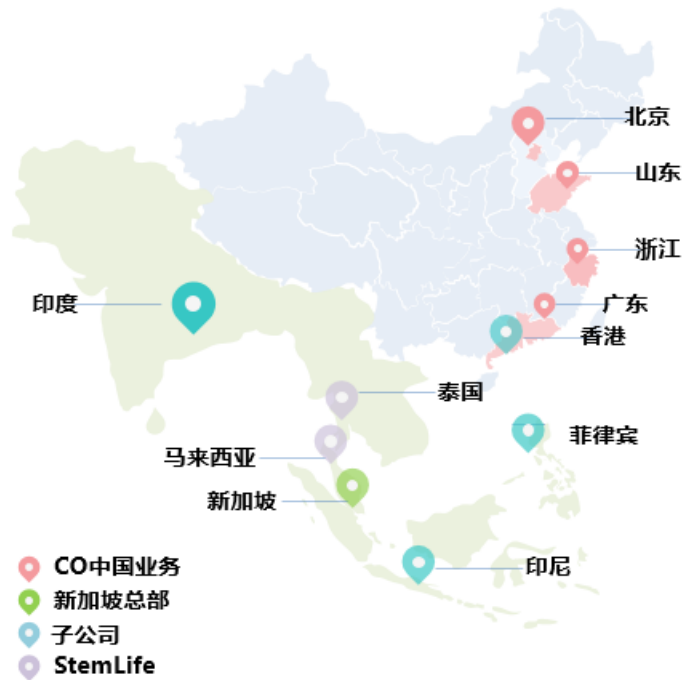 北京
山东
浙江
印度
广东
香港
泰国
菲律宾
马来西亚
新加坡
印尼
CO中国业务
新加坡总部
子公司
StemLife